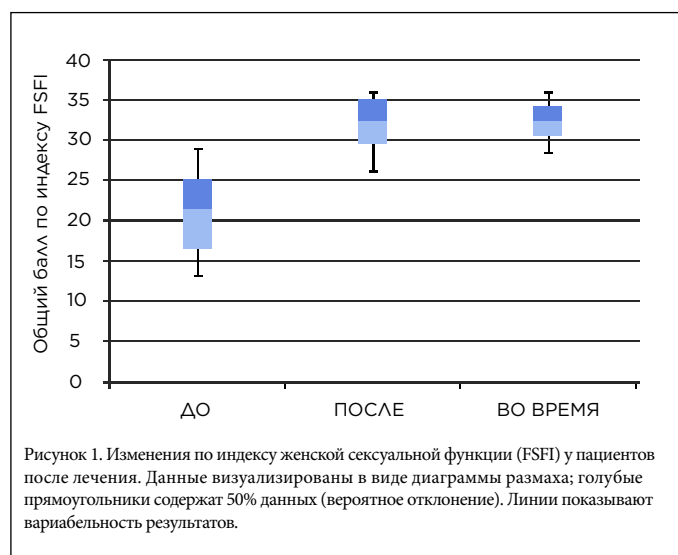 Общий балл по индексу FSFI
40
35
30
25
20
15
10
5
0
ДО ПОСЛЕ ВО ВРЕМЯ
Рисунок 1. Изменения по индексу женской сексуальной функции (FSFI) у пациентов
после лечения. Данные визуализированы в виде диаграммы размаха; голубые
прямоугольники содержат 50% данных (вероятное отклонение). Линии показывают
вариабельность результатов.